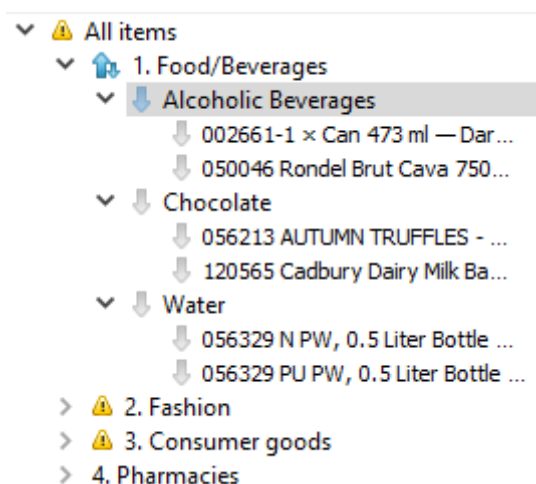 All items
1. Food/Beverages
Alcoholic Beverages
002661-1 × Can 473 ml — Dar...
050046 Rondel Brut Cava 750...
Chocolate
056213 AUTUMN TRUFFLES - ...
120565 Cadbury Dairy Milk Ba...
Water
056329 N PW, 0.5 Liter Bottle ...
056329 PU PW, 0.5 Liter Bottle ...
2. Fashion
3. Consumer goods
4. Pharmacies